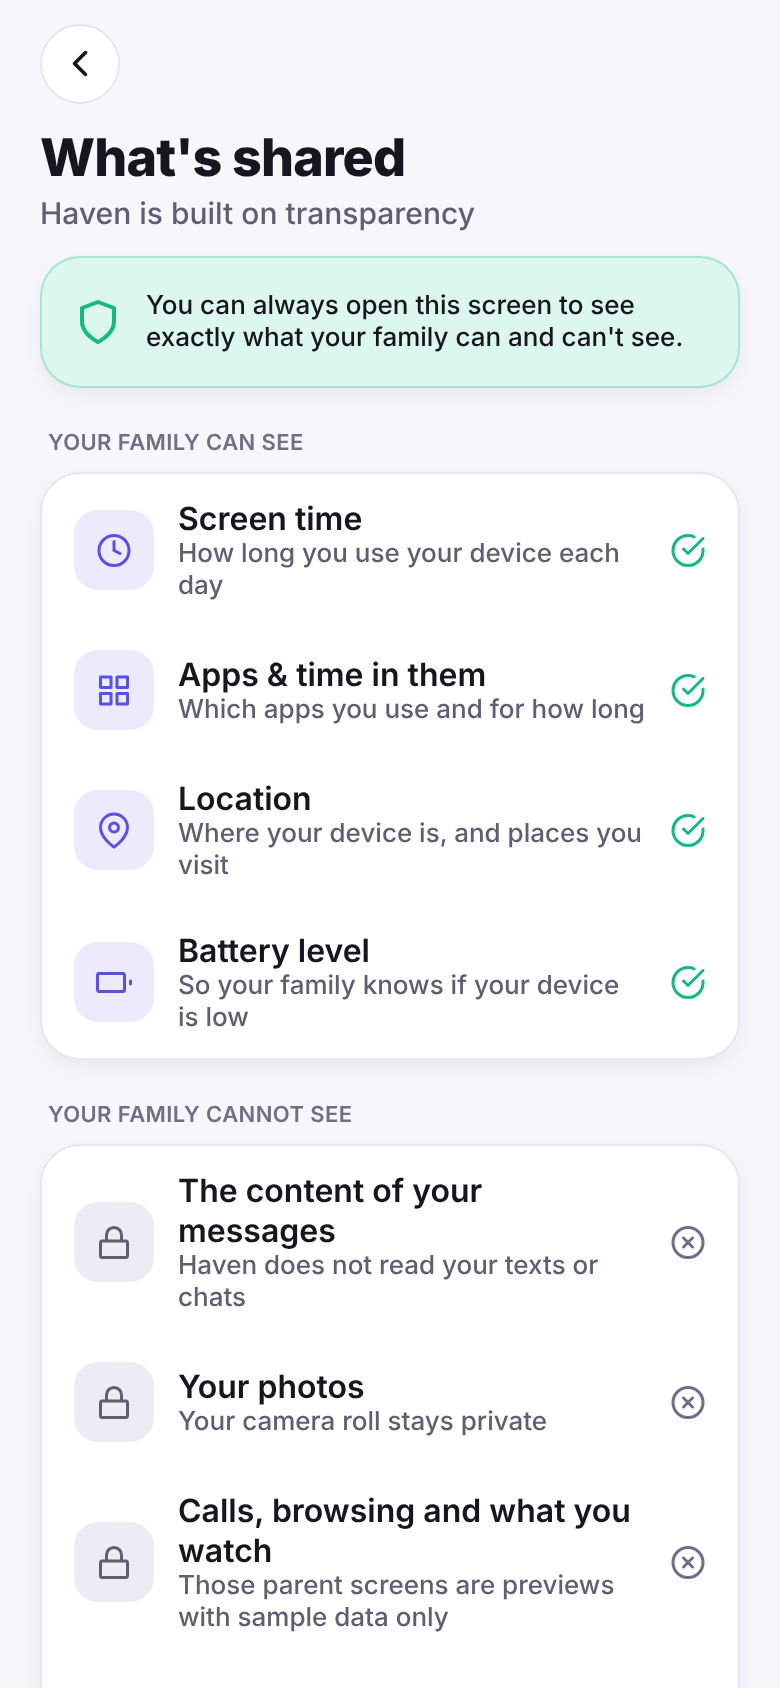 What's shared
Haven is built on transparency
You can always open this screen to see
exactly what your family can and can't see.
YOUR FAMILY CAN SEE
Screen time
How long you use your device each
day
Apps & time in them
Which apps you use and for how long
Location
Where your device is, and places you
visit
Battery level
So your family knows if your device
is low
YOUR FAMILY CANNOT SEE
The content of your
messages
Haven does not read your texts or
chats
Your photos
Your camera roll stays private
Calls, browsing and what you
watch
Those parent screens are previews
with sample data only